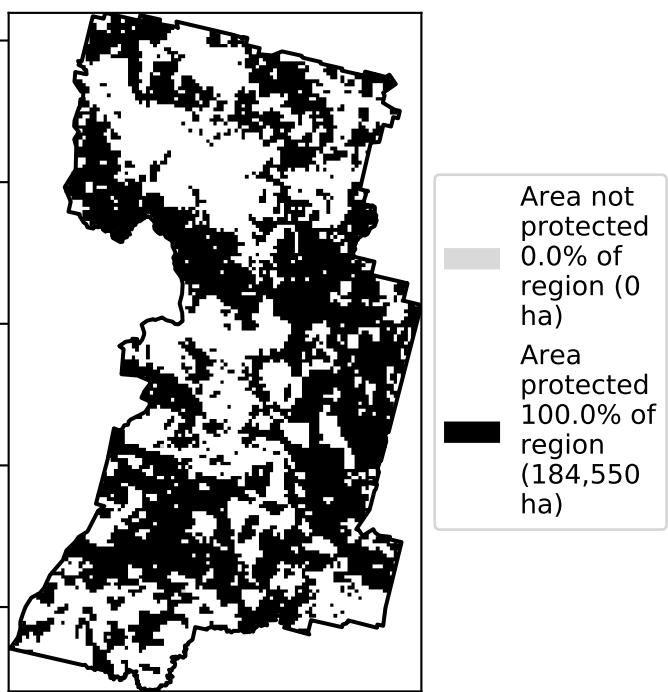 Area not
protected
0.0% of
region (0
ha)
Area
protected
100.0% of
region
(184,550
ha)